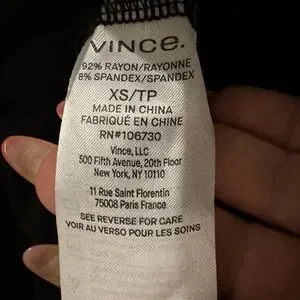 VINCE.
92% RAYON/RAYONNE
8% SPANDEX/SPANDEX
XS/TP
MADE IN CHINA
FABRIQUÉ EN CHINE
RN#106730
Vince, LLC
500 Fifth Avenue, 20th Floor
New York, NY 10110
11 Rue Saint Florentin
75008 Paris France
SEE REVERSE FOR CARE
VOIR AU VERSO POUR LES SOINS